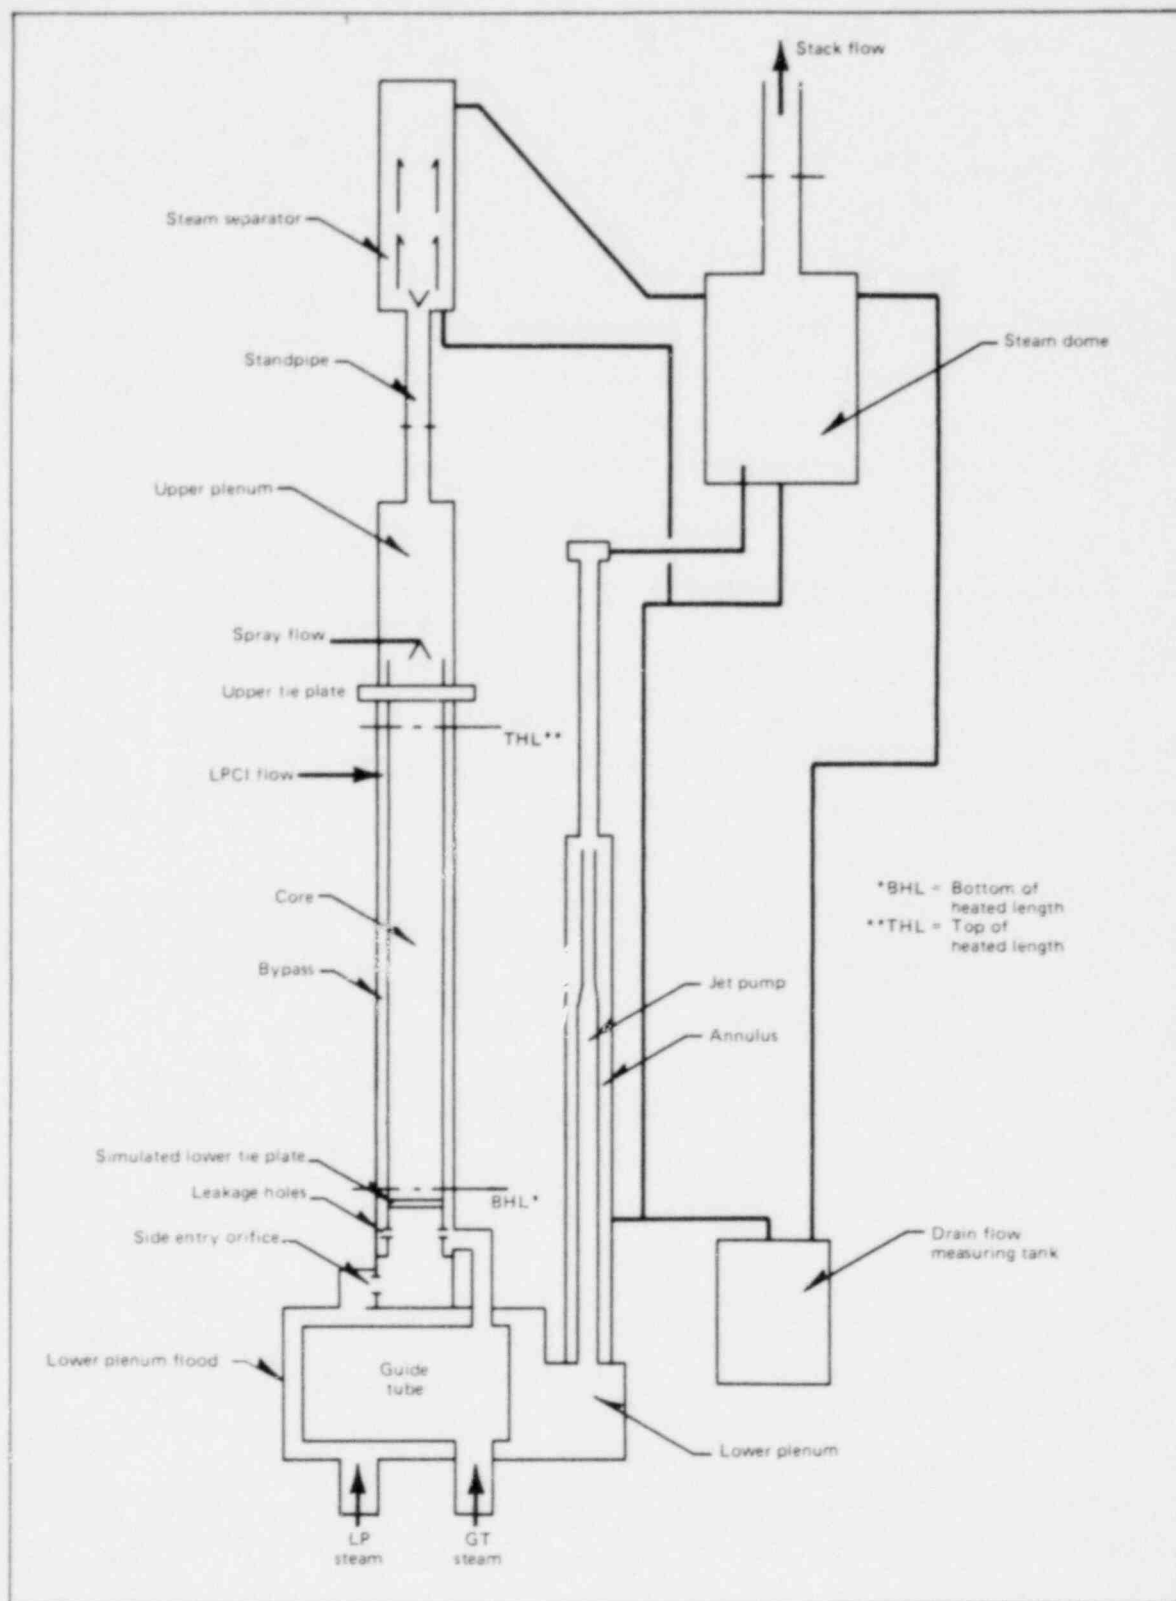 Stack flow
Steam separator
Steam dome
Standpipe
Upper plenum
Spray flow
Upper tie plate
THL**
LPCI flow
Core
*BHL = Bottom of
heated length
**THL = Top of
heated length
Bypass
Jet pump
Annulus
Simulated lower tie plate
Leakage holes
BHL*
Side entry orifice
Drain flow
measuring tank
Lower plenum flood
Guide
tube
Lower plenum
LP
steam
GT
steam